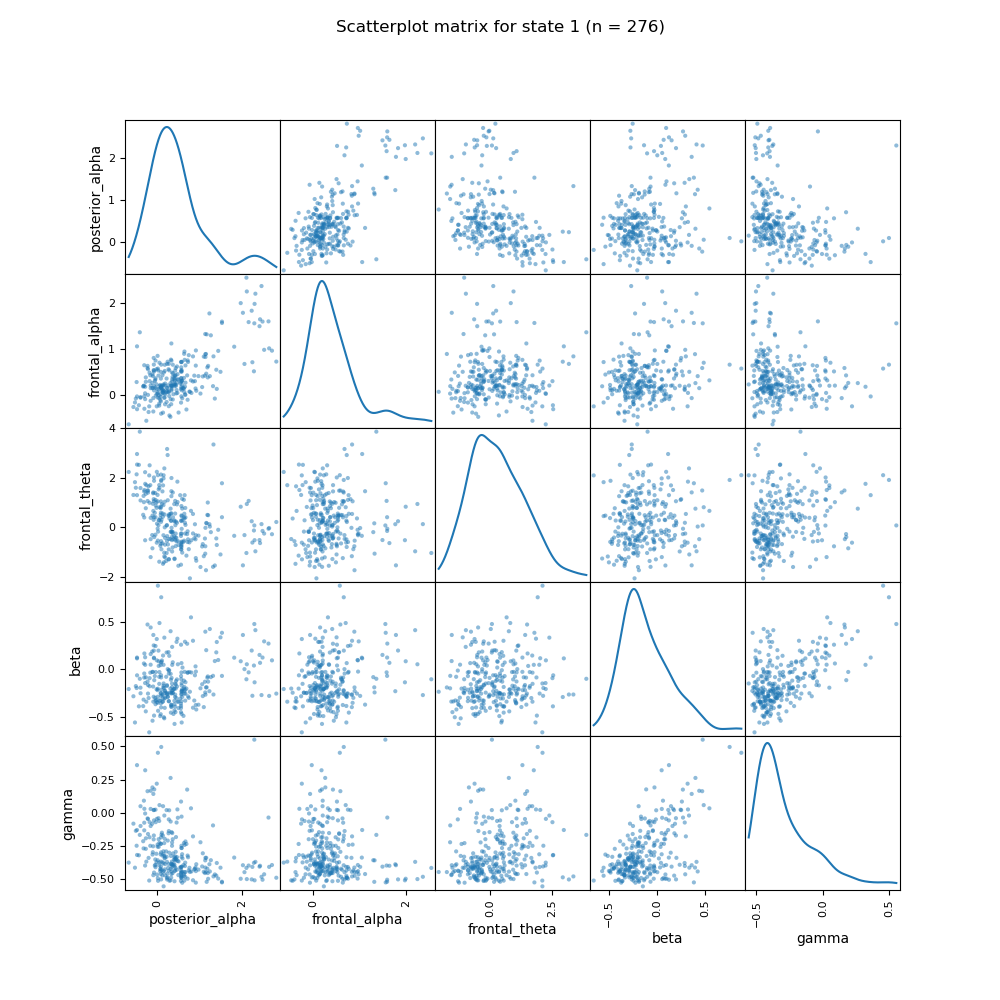 Scatterplot matrix for state 1 (n = 276)
posterior_alpha
2
1
0
frontal_alpha
2
1
0
frontal_theta
4
2
0
−2
beta
0.5
0.0
−0.5
gamma
0.50
0.25
0.00
−0.25
−0.50
0 2 0 2 0.0 2.5 −0.5 0.0 0.5 −0.5 0.0 0.5
posterior_alpha frontal_alpha frontal_theta beta gamma